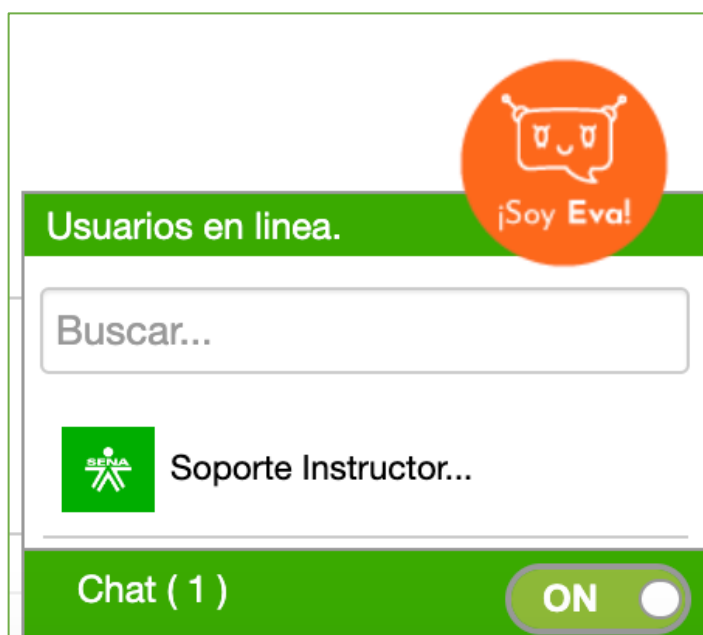 ¡Soy Eva!
Usuarios en linea.
Buscar...
SENA
Soporte Instructor...
Chat ( 1 )
ON